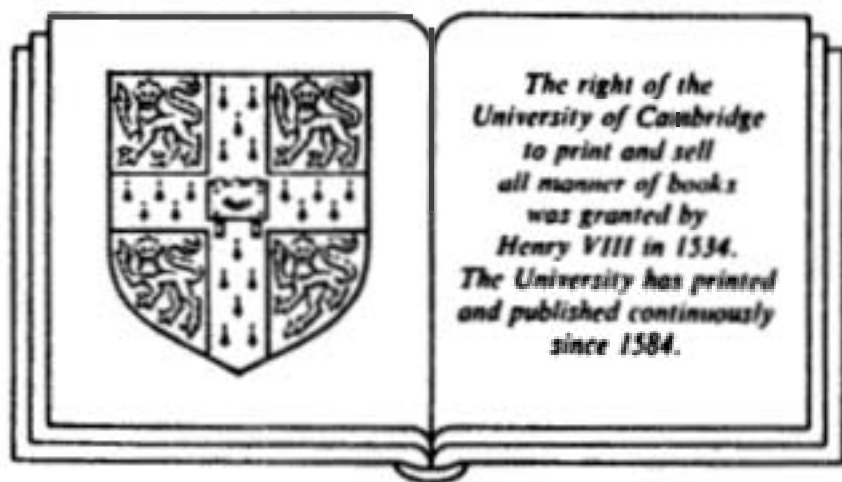 The right of the
University of Cambridge
to print and sell
all manner of books
was granted by
Henry VIII in 1534.
The University has printed
and published continuously
since 1584.